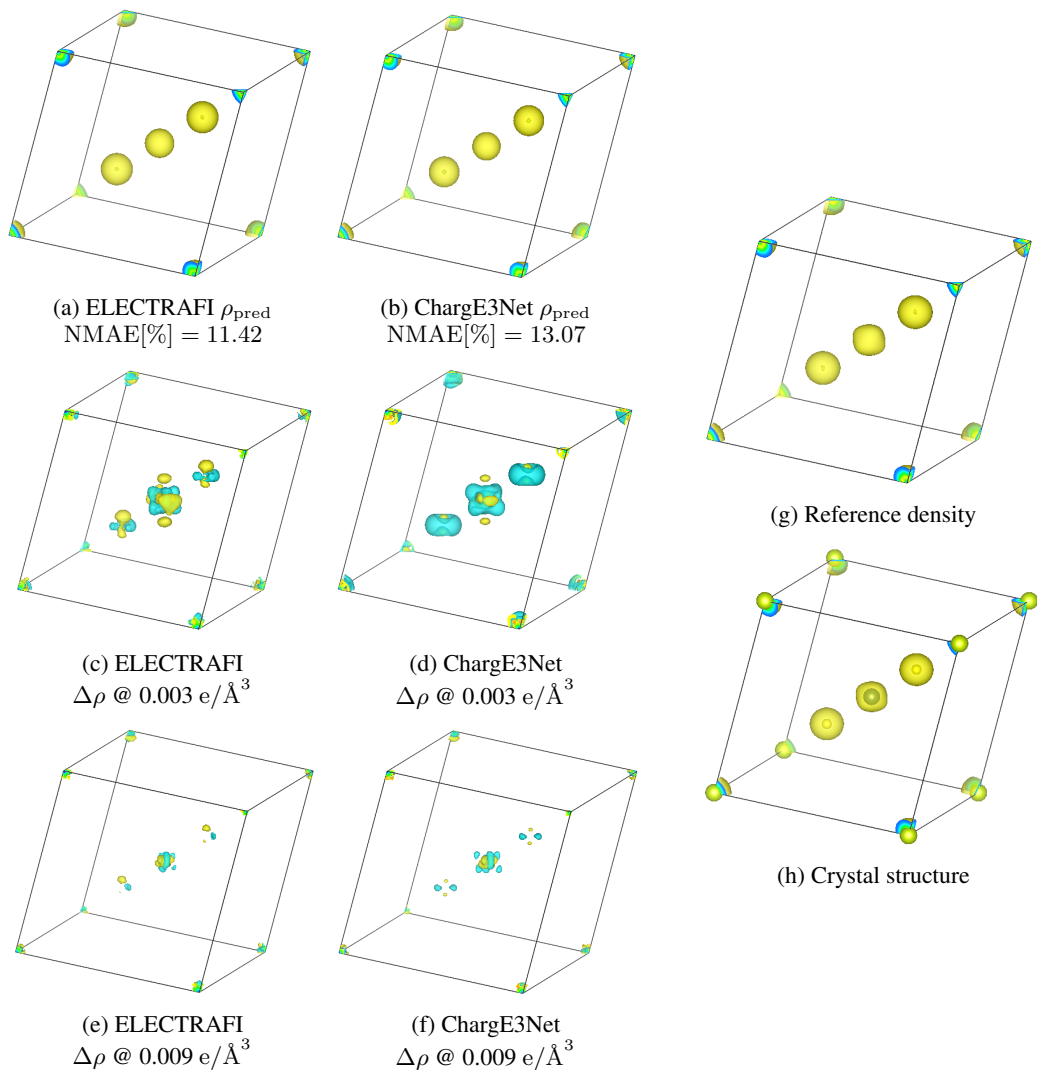 (a) ELECTRAFI ρpred
NMAE[%] = 11.42
(b) ChargE3Net ρpred
NMAE[%] = 13.07
(c) ELECTRAFI
Δρ @ 0.003 e/Å³
(d) ChargE3Net
Δρ @ 0.003 e/Å³
(e) ELECTRAFI
Δρ @ 0.009 e/Å³
(f) ChargE3Net
Δρ @ 0.009 e/Å³
(g) Reference density
(h) Crystal structure